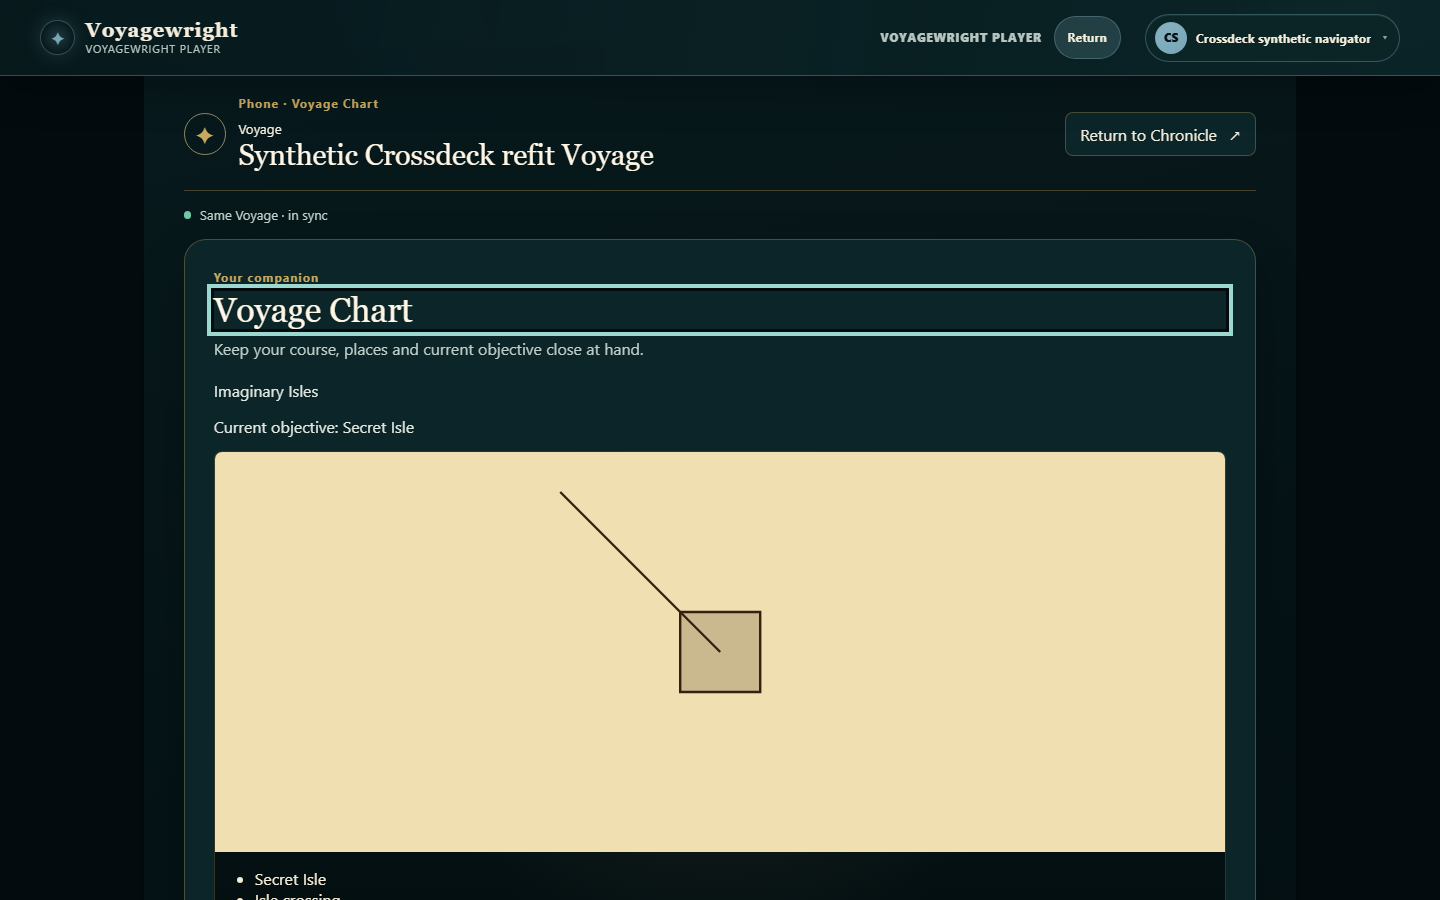 Voyagewright
VOYAGEWRIGHT PLAYER
VOYAGEWRIGHT PLAYER
Return
CS
Crossdeck synthetic navigator
Phone · Voyage Chart
Voyage
Synthetic Crossdeck refit Voyage
Return to Chronicle ↗
Same Voyage · in sync
Your companion
Voyage Chart
Keep your course, places and current objective close at hand.
Imaginary Isles
Current objective: Secret Isle
• Secret Isle
• Isle crossing